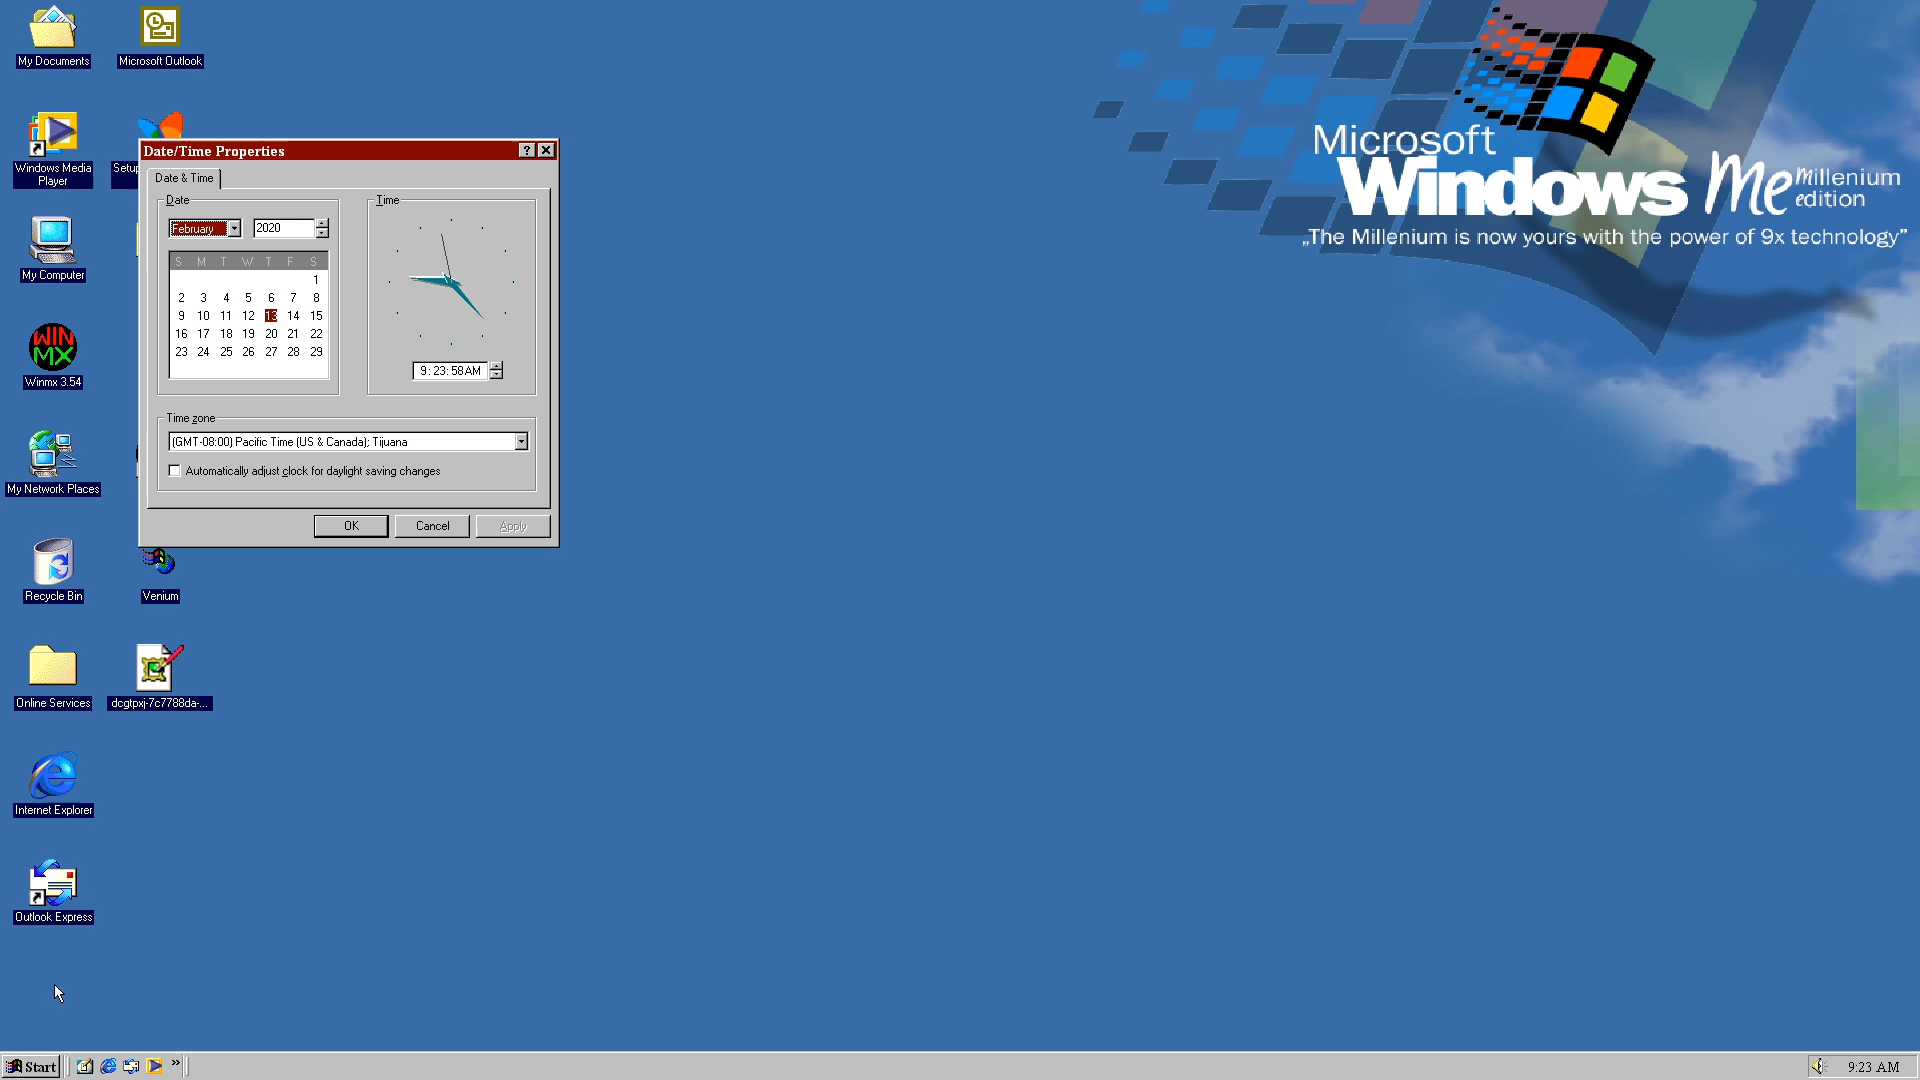 My Documents
Microsoft Outlook
Windows Media
Player
Setup
My Computer
Winmx 3.54
WIN
MX
My Network Places
Recycle Bin
Venium
Online Services
dcgtpxj-7c7788da-...
Internet Explorer
Outlook Express
Date/Time Properties
Date & Time
Date
February
2020
S M T W T F S
1
2 3 4 5 6 7 8
9 10 11 12 13 14 15
16 17 18 19 20 21 22
23 24 25 26 27 28 29
Time
9:23:58AM
Time zone
(GMT-08:00) Pacific Time (US & Canada); Tijuana
Automatically adjust clock for daylight saving changes
OK
Cancel
Apply
Microsoft
Windows Me Millenium
edition
„The Millenium is now yours with the power of 9x technology”
Start
»
9:23 AM